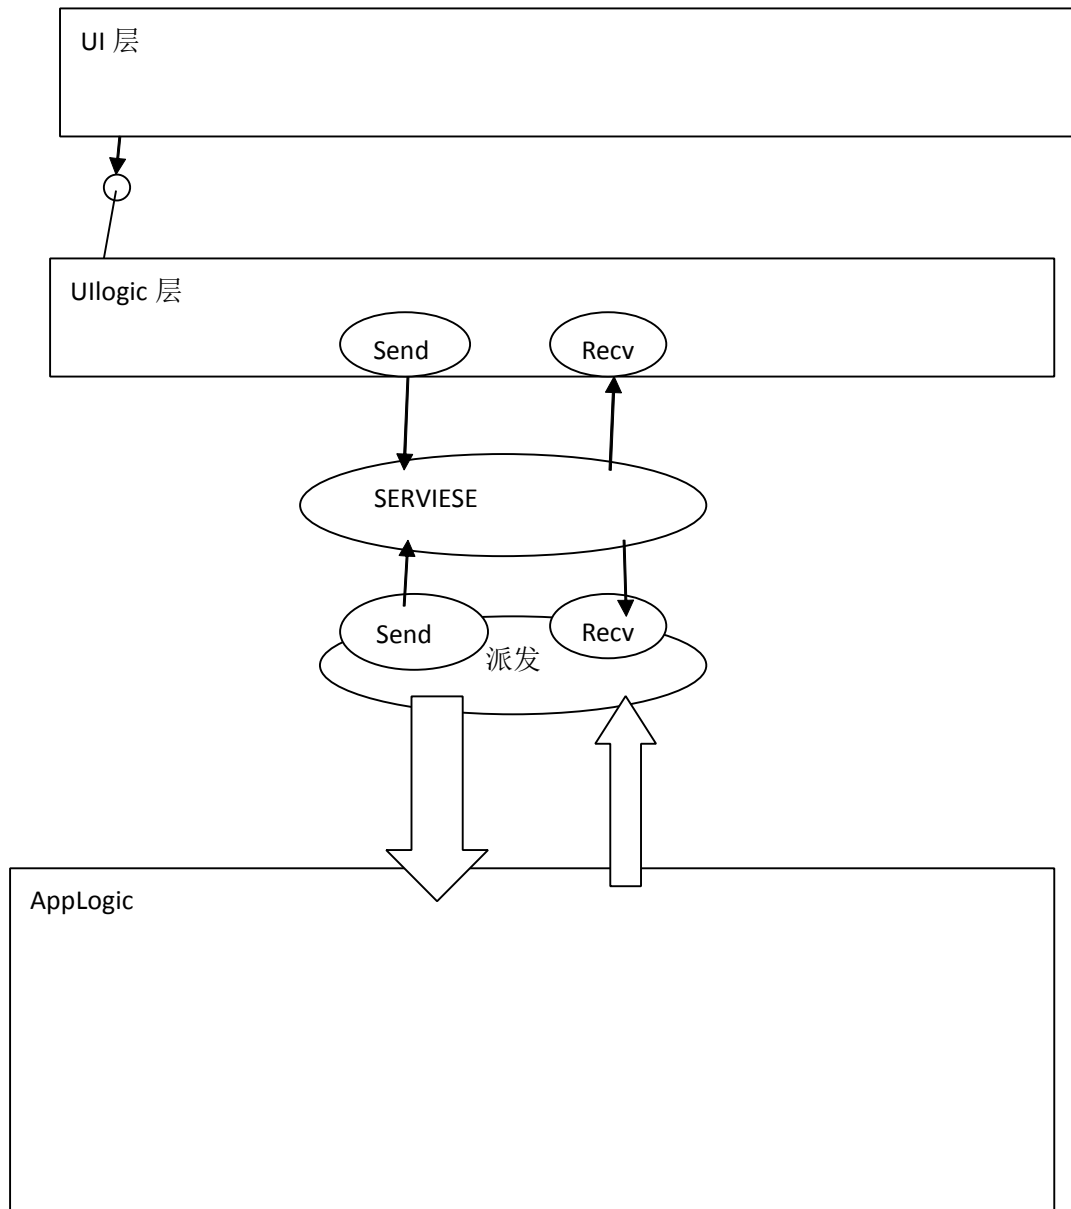 UI 层
UIlogic 层
Send
Recv
SERVIESE
Send
Recv
派发
AppLogic